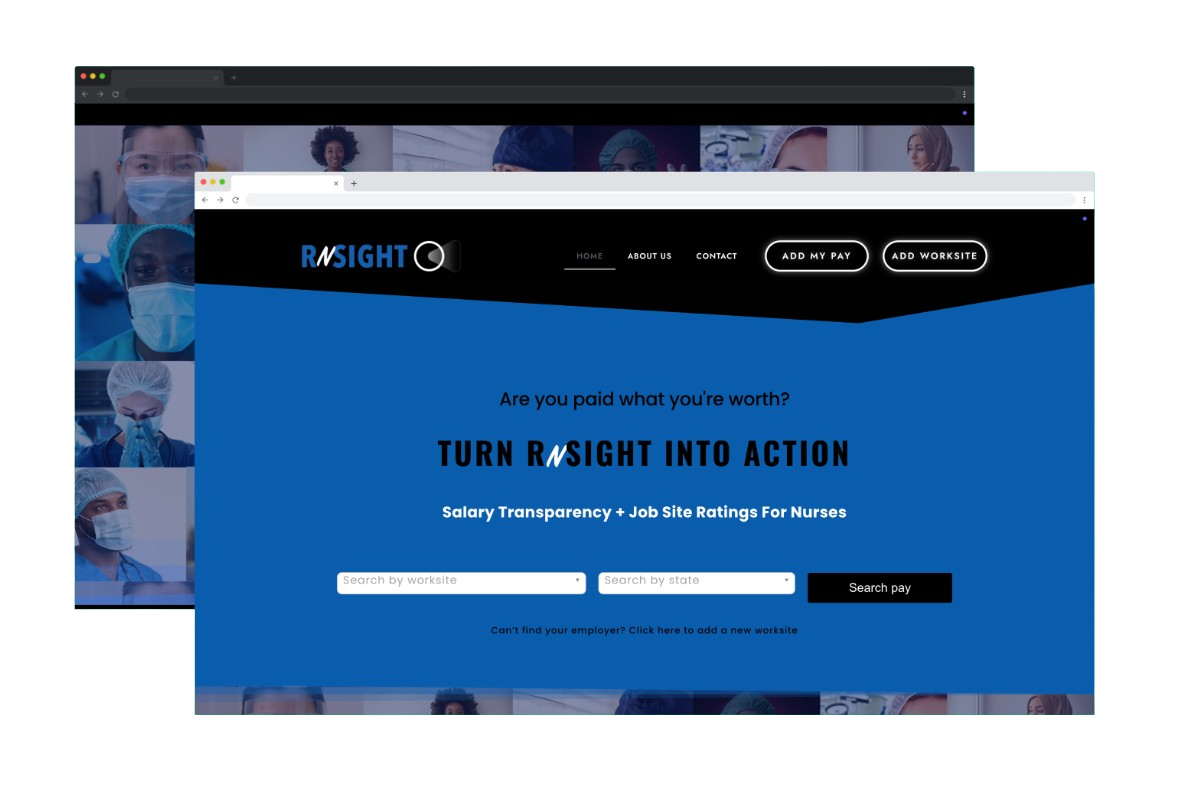 RNSIGHT
HOME
ABOUT US
CONTACT
ADD MY PAY
ADD WORKSITE
Are you paid what you're worth?
TURN RNSIGHT INTO ACTION
Salary Transparency + Job Site Ratings For Nurses
Search by worksite
Search by state
Search pay
Can't find your employer? Click here to add a new worksite